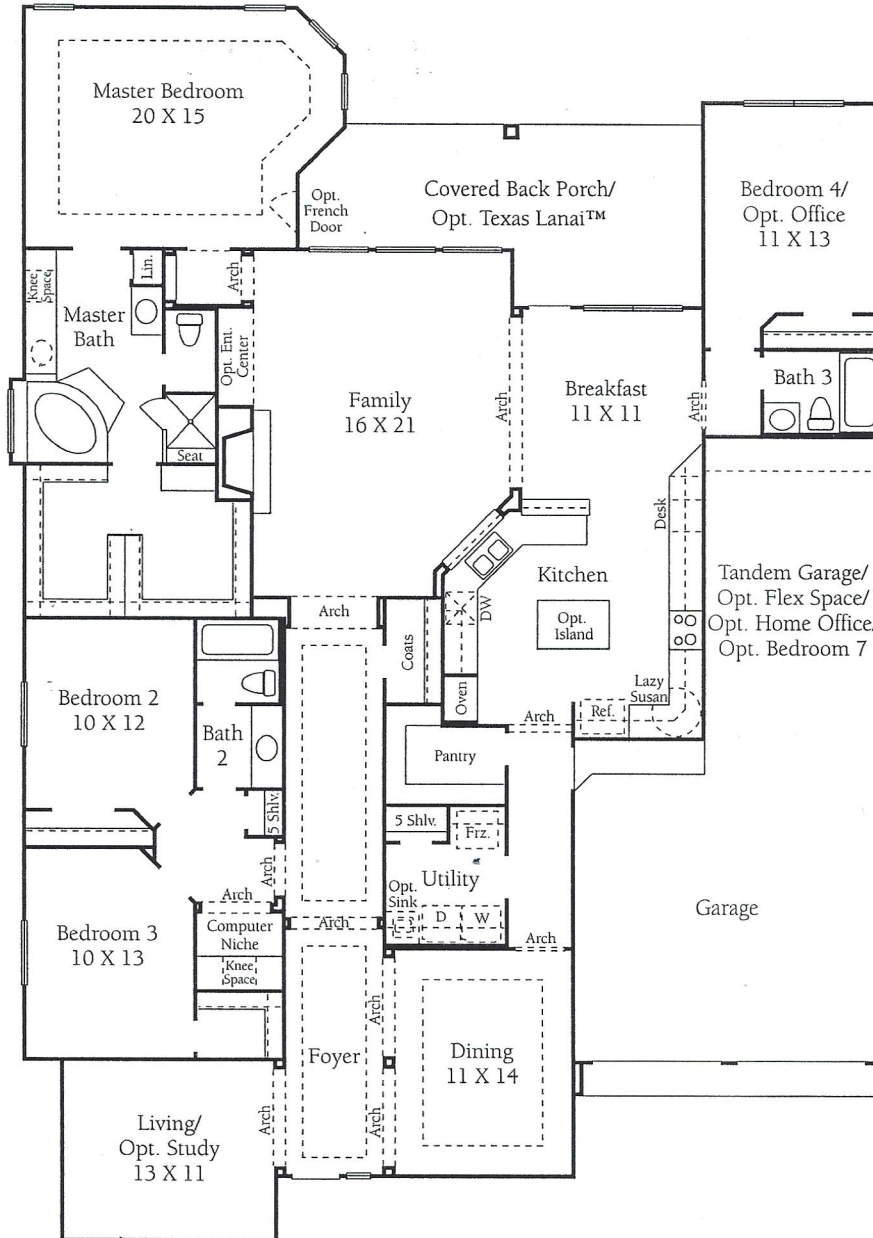 Master Bedroom
20 X 15
Opt.
French
Door
Covered Back Porch/
Opt. Texas Lanai™
Bedroom 4/
Opt. Office
11 X 13
Knee
Space
Lin.
Arch
Master
Bath
Opt. Ent.
Center
Family
16 X 21
Arch
Breakfast
11 X 11
Arch
Bath 3
Seat
Desk
Kitchen
DW
Opt.
Island
Tandem Garage/
Opt. Flex Space/
Opt. Home Office/
Opt. Bedroom 7
Arch
Coats
Oven
Lazy
Susan
Ref.
Arch
Bedroom 2
10 X 12
Bath
2
Pantry
5 Shlv.
5 Shlv.
Frz.
Utility
Opt.
Sink
D
W
Arch
Arch
Arch
Arch
Computer
Niche
Knee
Space
Bedroom 3
10 X 13
Garage
Arch
Foyer
Dining
11 X 14
Arch
Arch
Living/
Opt. Study
13 X 11